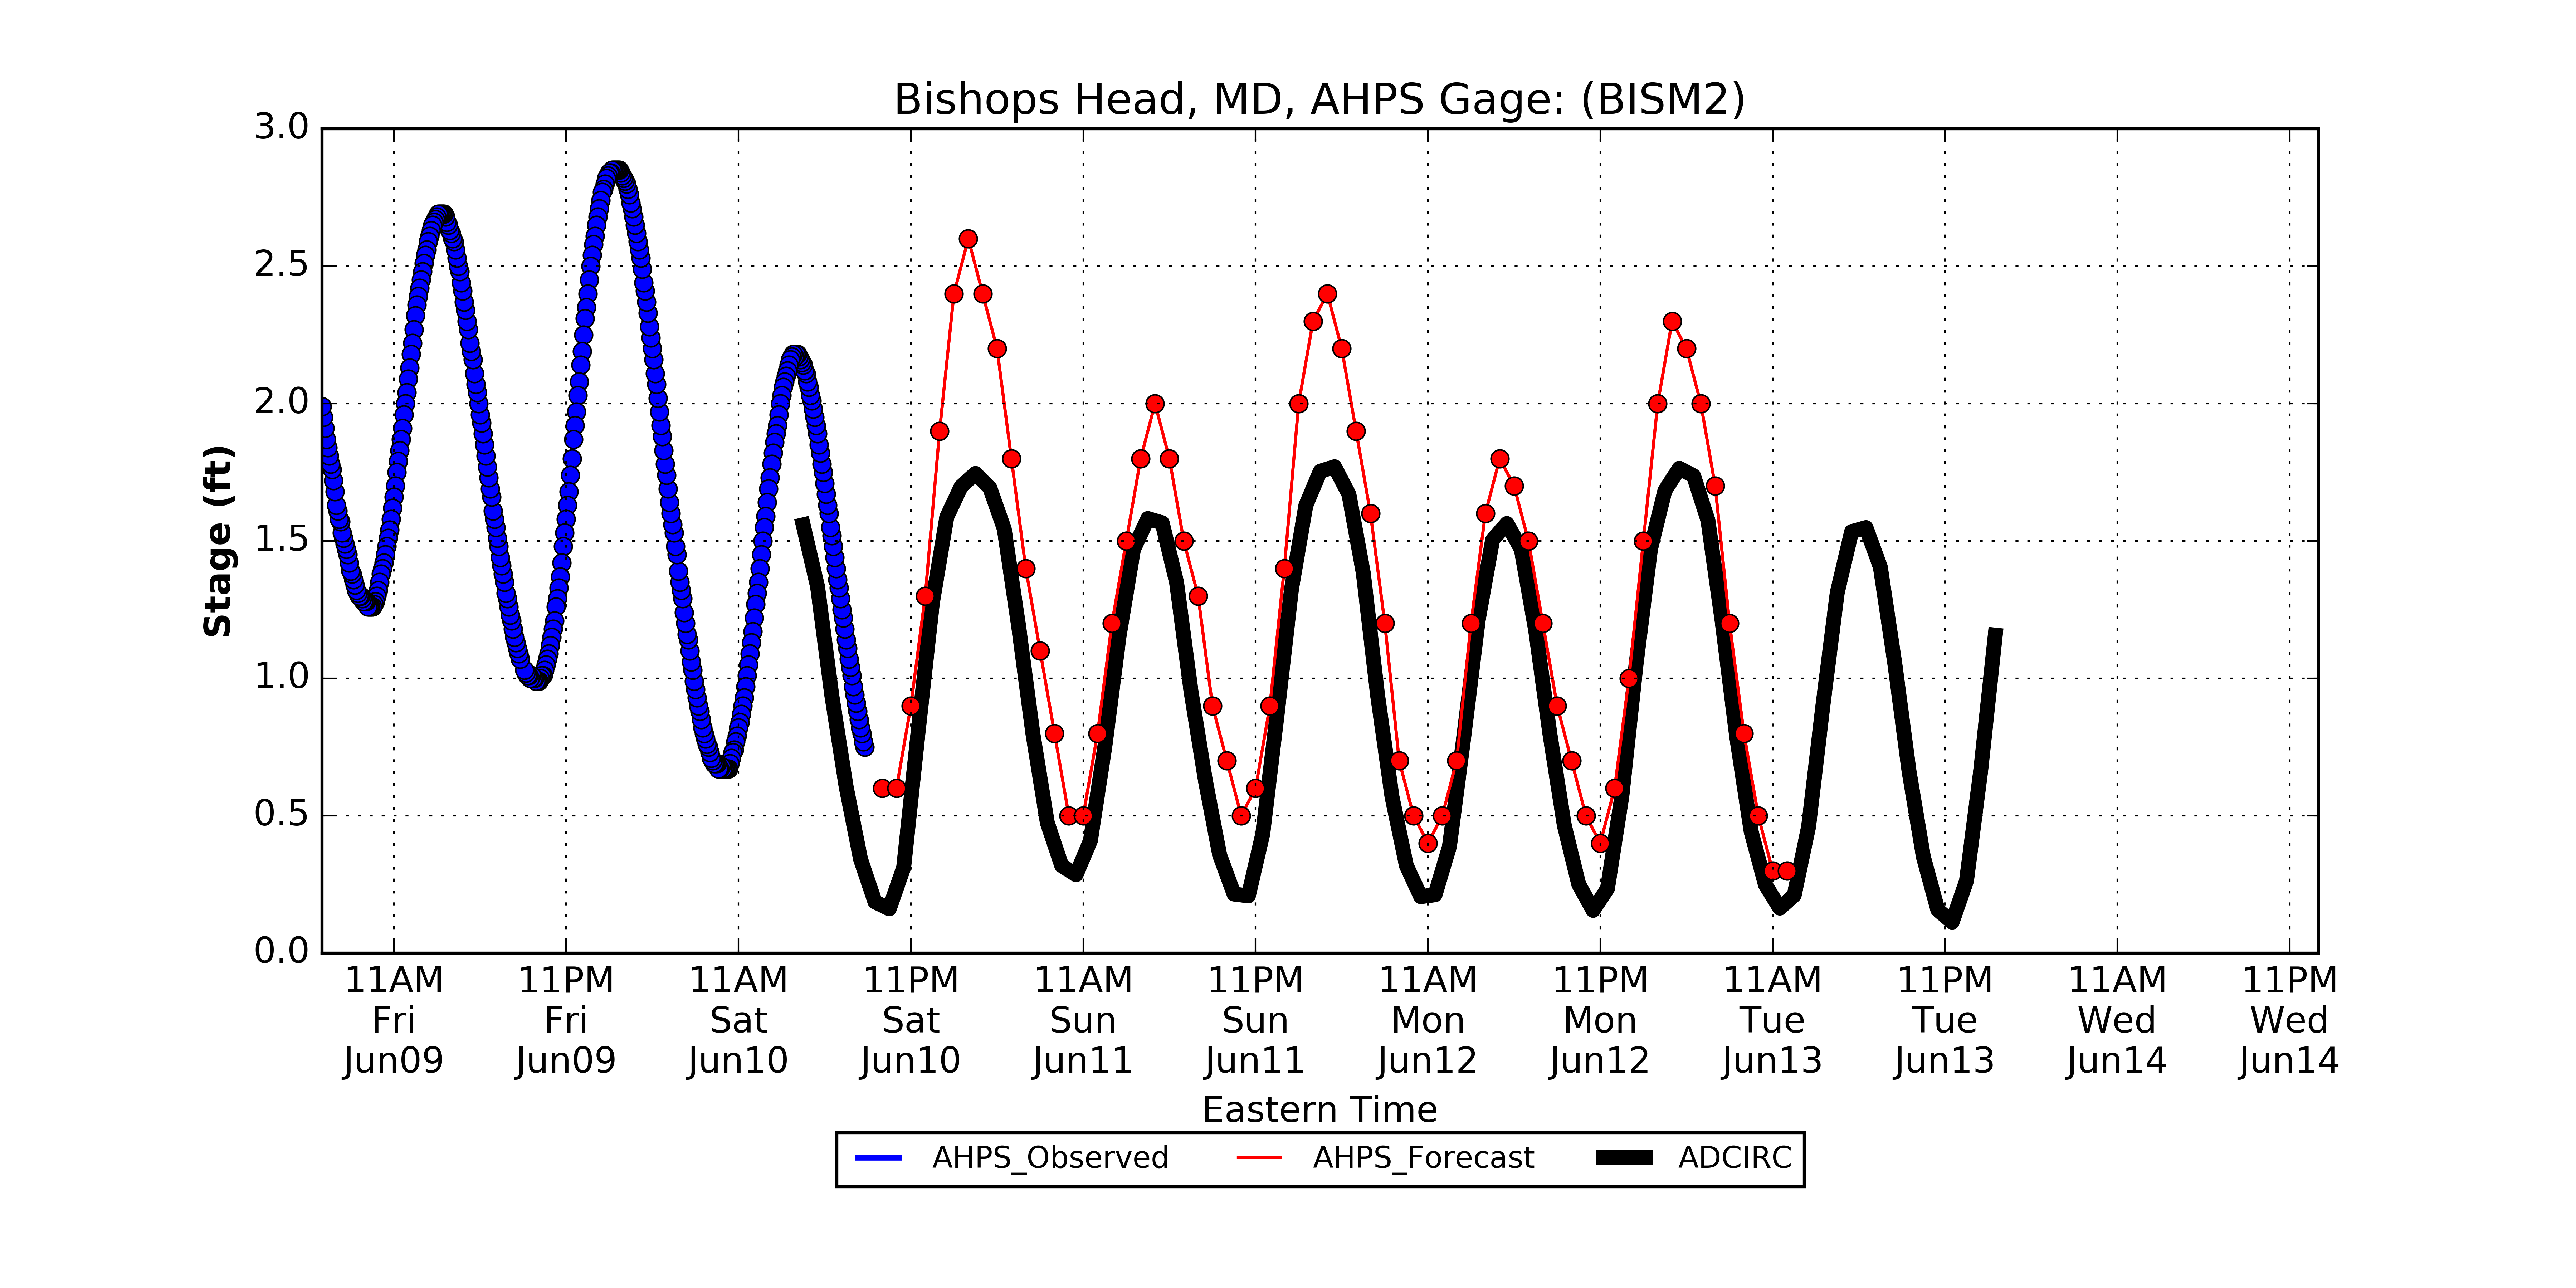 Bishops Head, MD, AHPS Gage: (BISM2)
Stage (ft)
3.0
2.5
2.0
1.5
1.0
0.5
0.0
11AM 11PM 11AM 11PM 11AM 11PM 11AM 11PM 11AM 11PM 11AM 11PM
Fri Fri Sat Sat Sun Sun Mon Mon Tue Tue Wed Wed
Jun09 Jun09 Jun10 Jun10 Jun11 Jun11 Jun12 Jun12 Jun13 Jun13 Jun14 Jun14
Eastern Time
AHPS_Observed AHPS_Forecast ADCIRC